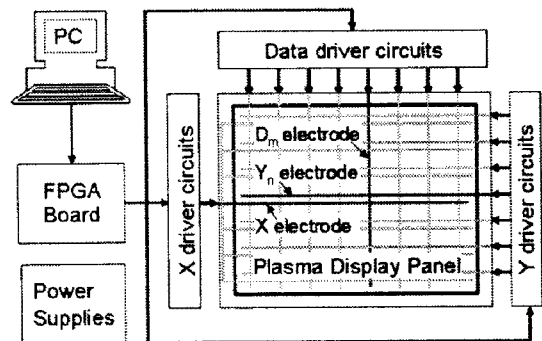 PC
Data driver circuits
FPGA
Board
X driver circuits
Dm electrode
Yn electrode
X electrode
Plasma Display Panel
Y driver circuits
Power
Supplies